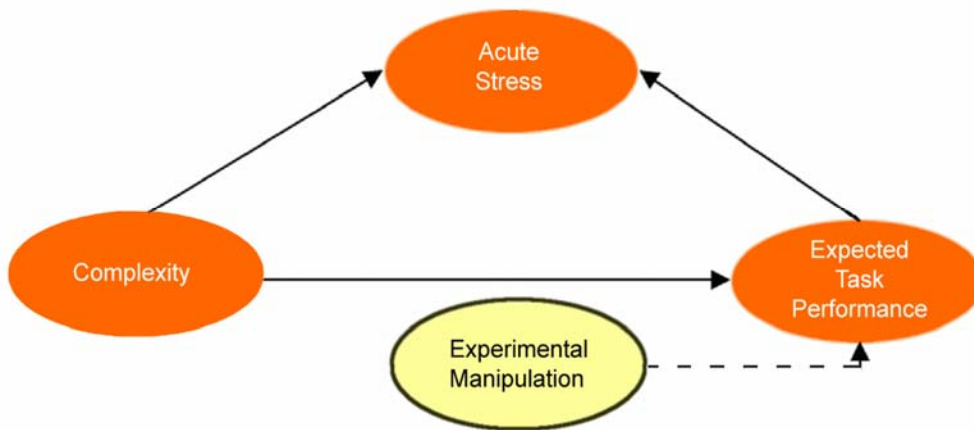 Acute
Stress
Complexity
Expected
Task
Performance
Experimental
Manipulation